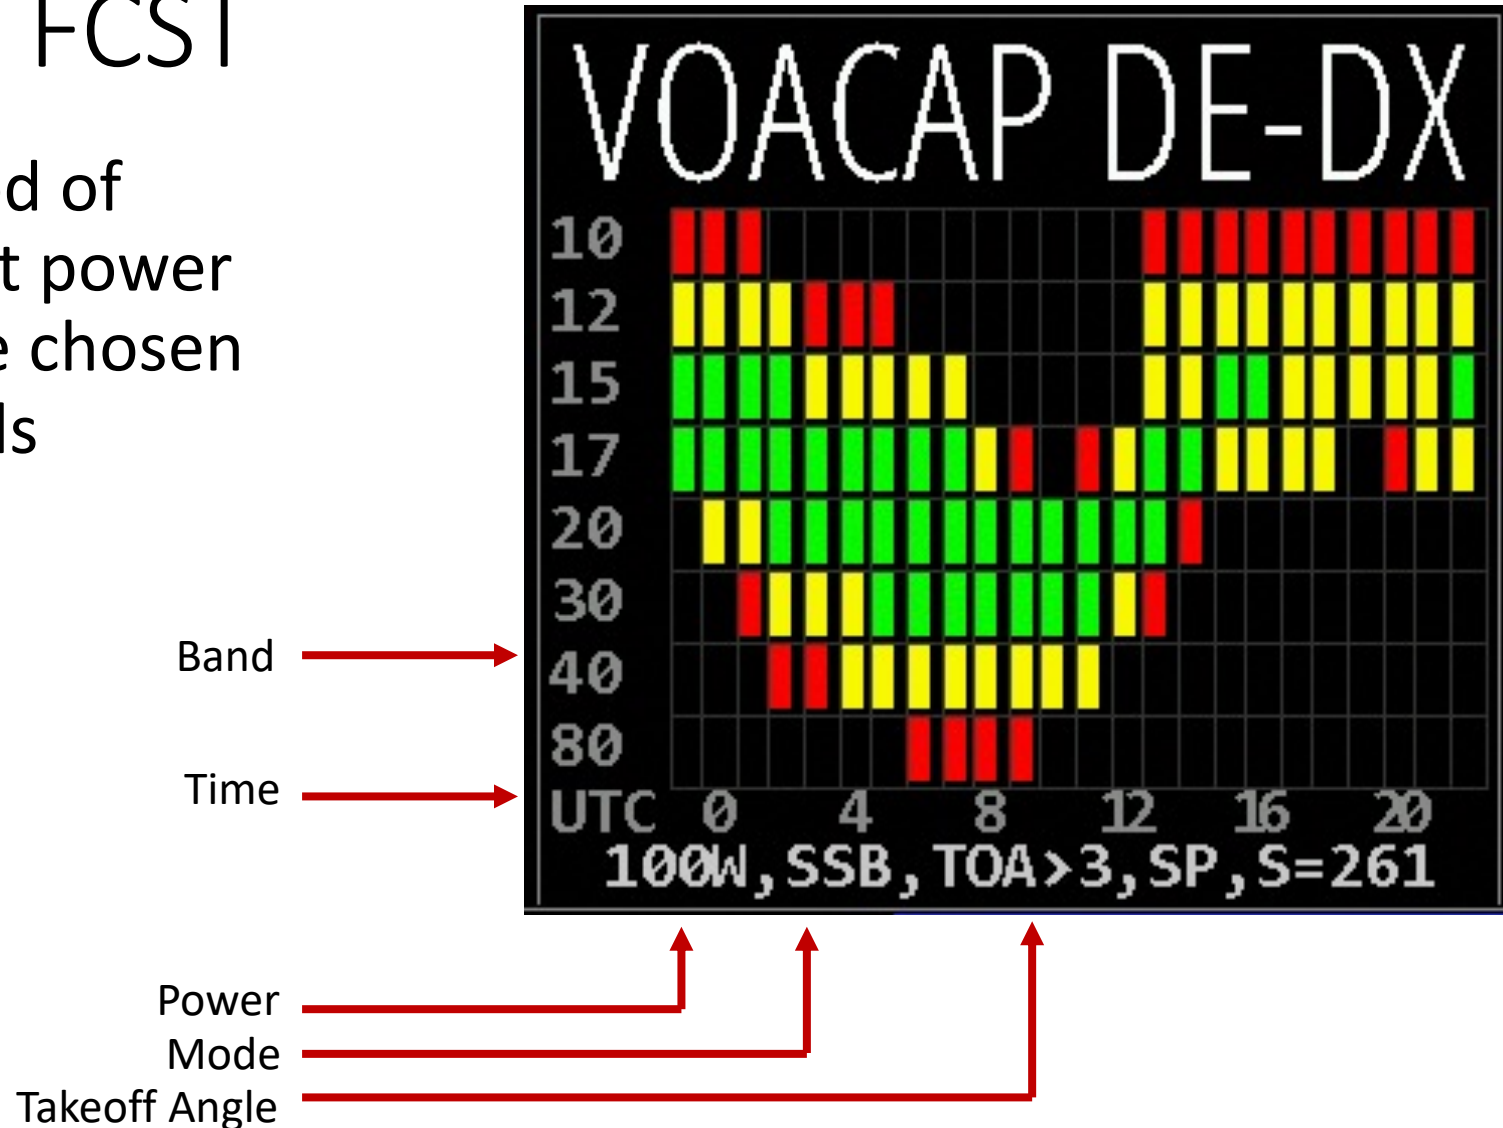 FCST
d of
t power
e chosen
ls
VOACAP DE-DX
10
12
15
17
20
30
40
80
UTC 0 4 8 12 16 20
100W,SSB,TOA>3,SP,S=261
Band
Time
Power
Mode
Takeoff Angle